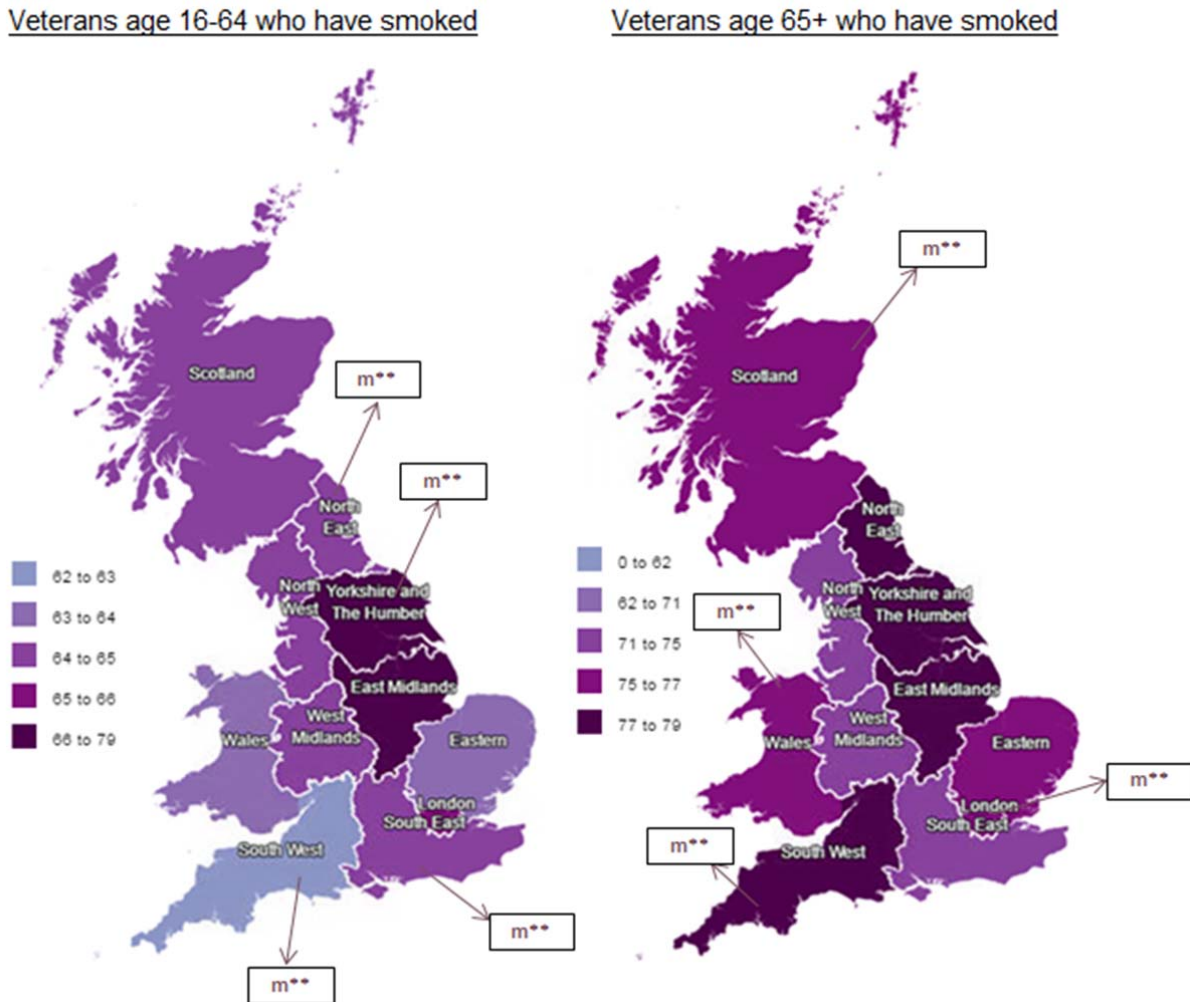 Veterans age 16-64 who have smoked
m**
Scotland
m**
North
East
62 to 63
63 to 64
64 to 65
65 to 66
66 to 79
North
West
Yorkshire and
The Humber
East Midlands
West
Midlands
Wales
Eastern
London
South East
South West
m**
m**
Veterans age 65+ who have smoked
m**
Scotland
North
East
0 to 62
62 to 71
71 to 75
75 to 77
77 to 79
North
West
Yorkshire and
The Humber
m**
East Midlands
West
Midlands
Wales
Eastern
m**
London
South East
m**
South West